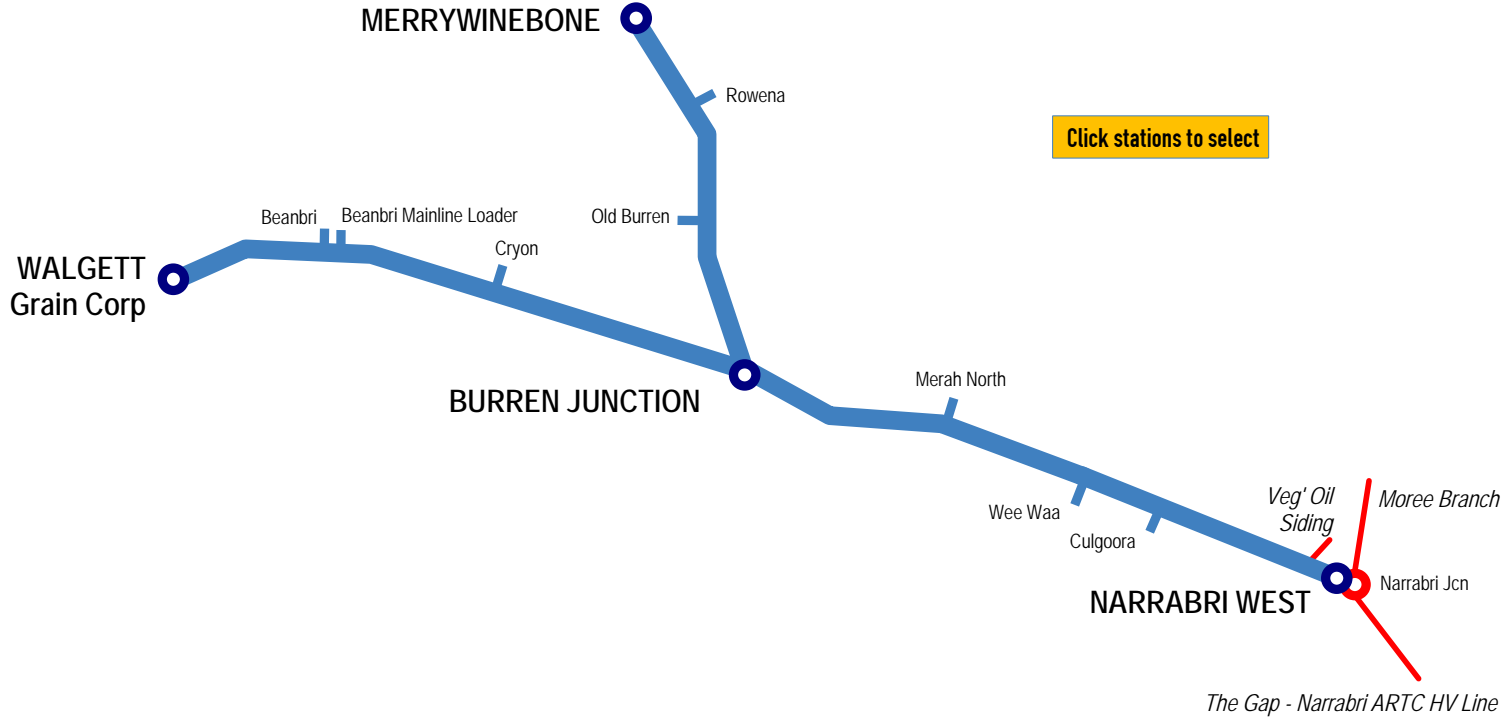 MERRYWINEBONE
Rowena
Click stations to select
Beanbri
Beanbri Mainline Loader
Old Burren
Cryon
WALGETT
Grain Corp
BURREN JUNCTION
Merah North
Wee Waa
Culgoora
Veg' Oil
Siding
Moree Branch
NARRABRI WEST
Narrabri Jcn
The Gap - Narrabri ARTC HV Line